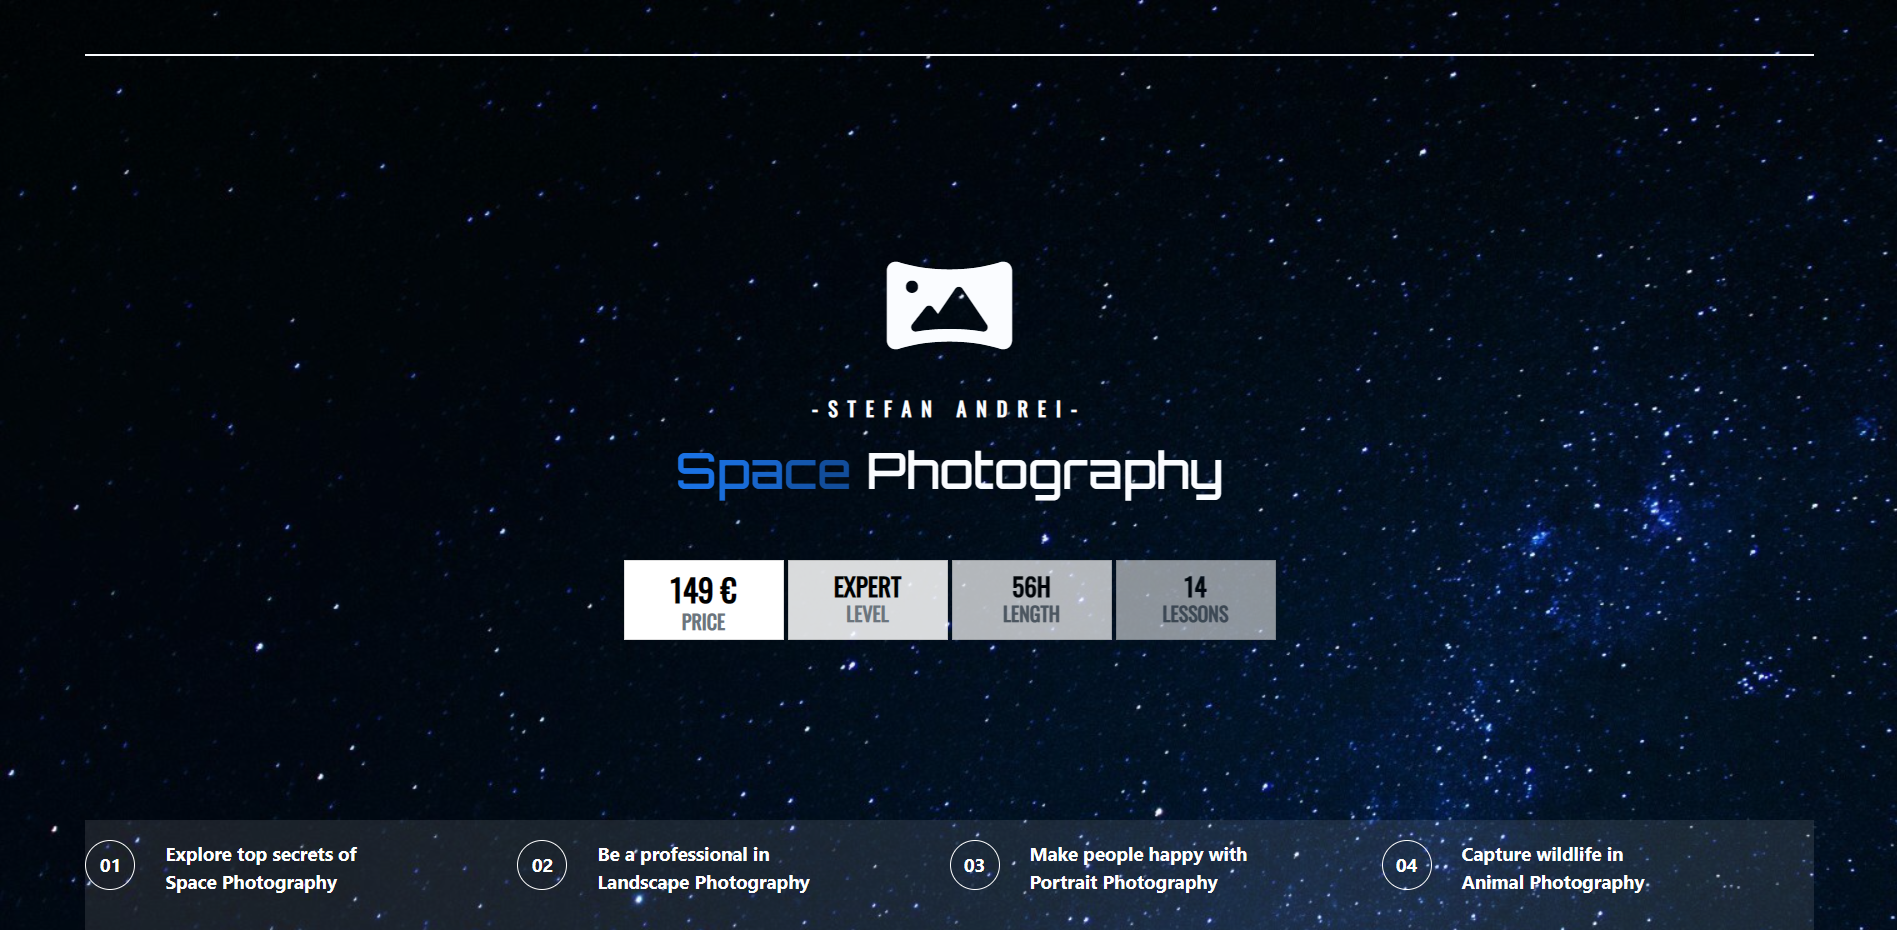 -STEFAN ANDREI-
Space Photography
149 €
PRICE
EXPERT
LEVEL
56H
LENGTH
14
LESSONS
01
Explore top secrets of
Space Photography
02
Be a professional in
Landscape Photography
03
Make people happy with
Portrait Photography
04
Capture wildlife in
Animal Photography